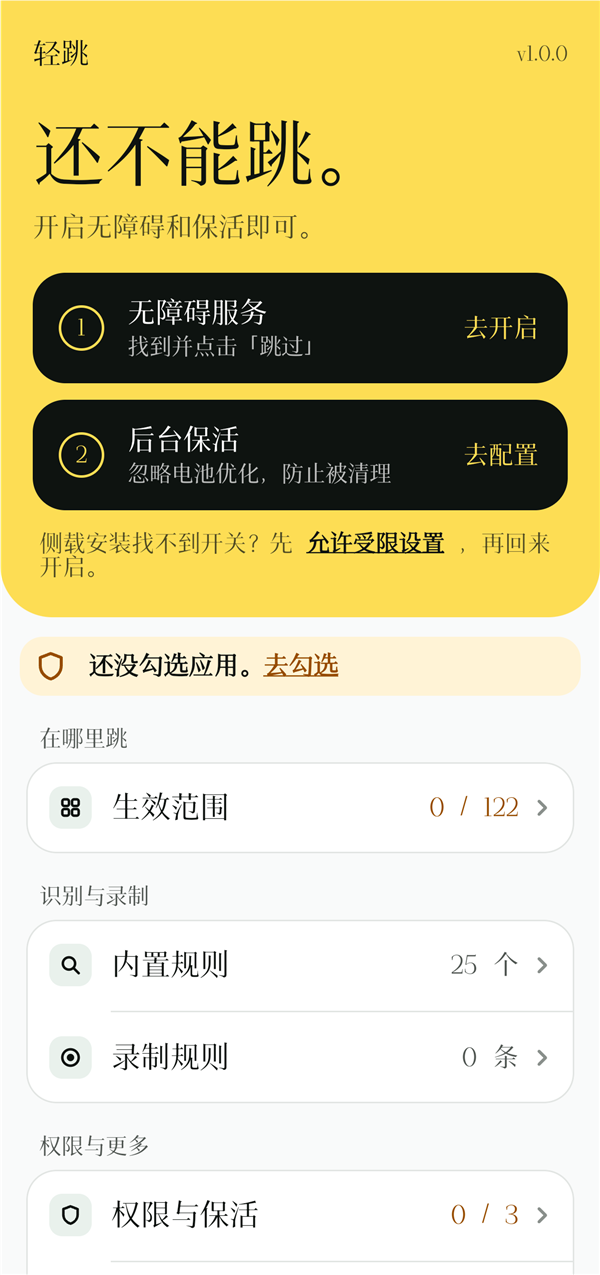 轻跳
v1.0.0
还不能跳。
开启无障碍和保活即可。
1
无障碍服务
找到并点击「跳过」
去开启
2
后台保活
忽略电池优化，防止被清理
去配置
侧载安装找不到开关？先 允许受限设置 ，再回来
开启。
还没勾选应用。去勾选
在哪里跳
生效范围
0 / 122
识别与录制
内置规则
25 个
录制规则
0 条
权限与更多
权限与保活
0 / 3